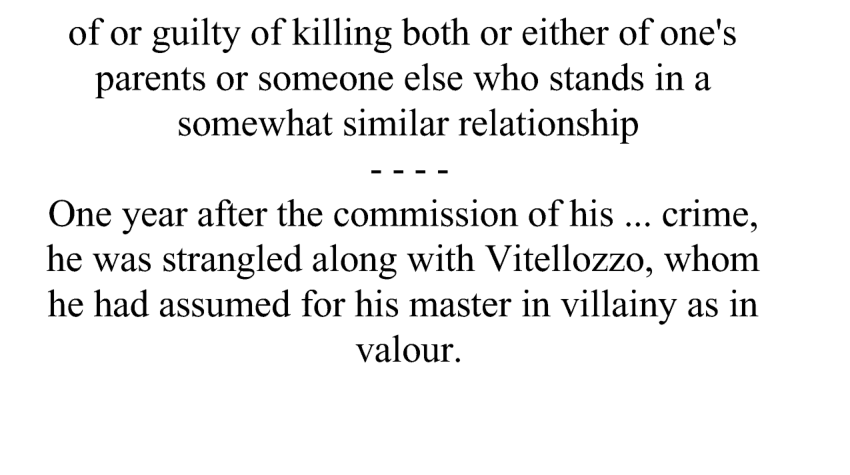 of or guilty of killing both or either of one's
parents or someone else who stands in a
somewhat similar relationship
- - - -
One year after the commission of his ... crime,
he was strangled along with Vitellozzo, whom
he had assumed for his master in villainy as in
valour.